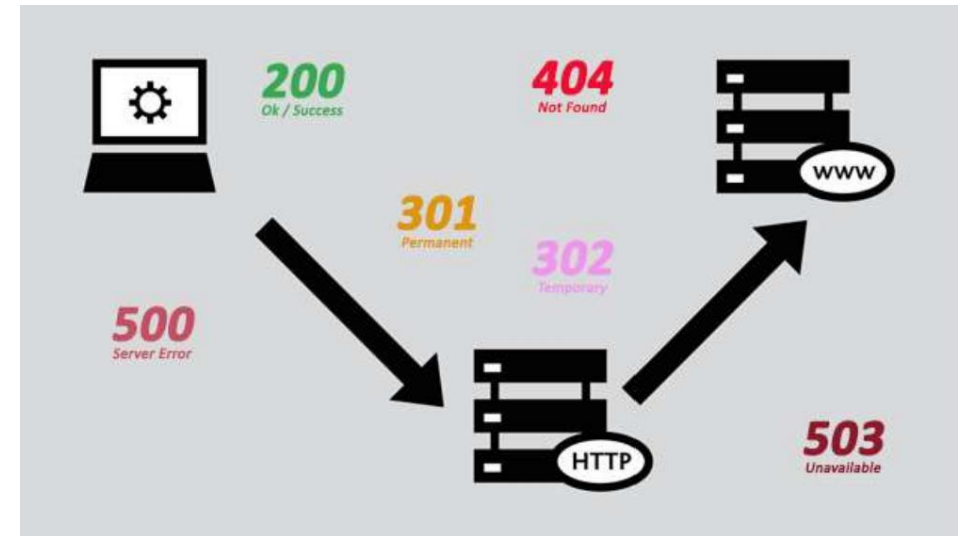 200
Ok / Success
404
Not Found
WWW
301
Permanent
302
Temporary
500
Server Error
HTTP
503
Unavailable